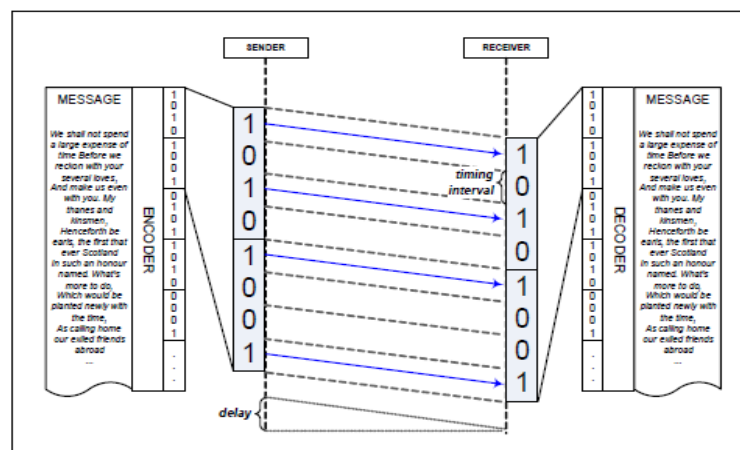 SENDER
RECEIVER
MESSAGE
We shall not spend
a large expense of
time Before we
reckon with your
several loves,
And make us even
with you. My
thanes and
kinsmen,
Henceforth be
earls, the first that
ever Scotland
In such an honour
named. What's
more to do,
Which would be
planted newly with
the time,
As calling home
our exiled friends
abroad
...
ENCODER
1
0
1
0
1
0
0
1
0
1
0
1
1
0
1
0
0
0
0
1
.
.
.
1
0
1
0
1
0
0
1
timing
interval
delay
1
0
1
0
1
0
0
1
1
0
1
0
1
0
0
1
0
1
0
1
1
0
1
0
0
0
0
1
.
.
.
DECODER
MESSAGE
We shall not spend
a large expense of
time Before we
reckon with your
several loves,
And make us even
with you. My
thanes and
kinsmen,
Henceforth be
earls, the first that
ever Scotland
In such an honour
named. What's
more to do,
Which would be
planted newly with
the time,
As calling home
our exiled friends
abroad
...